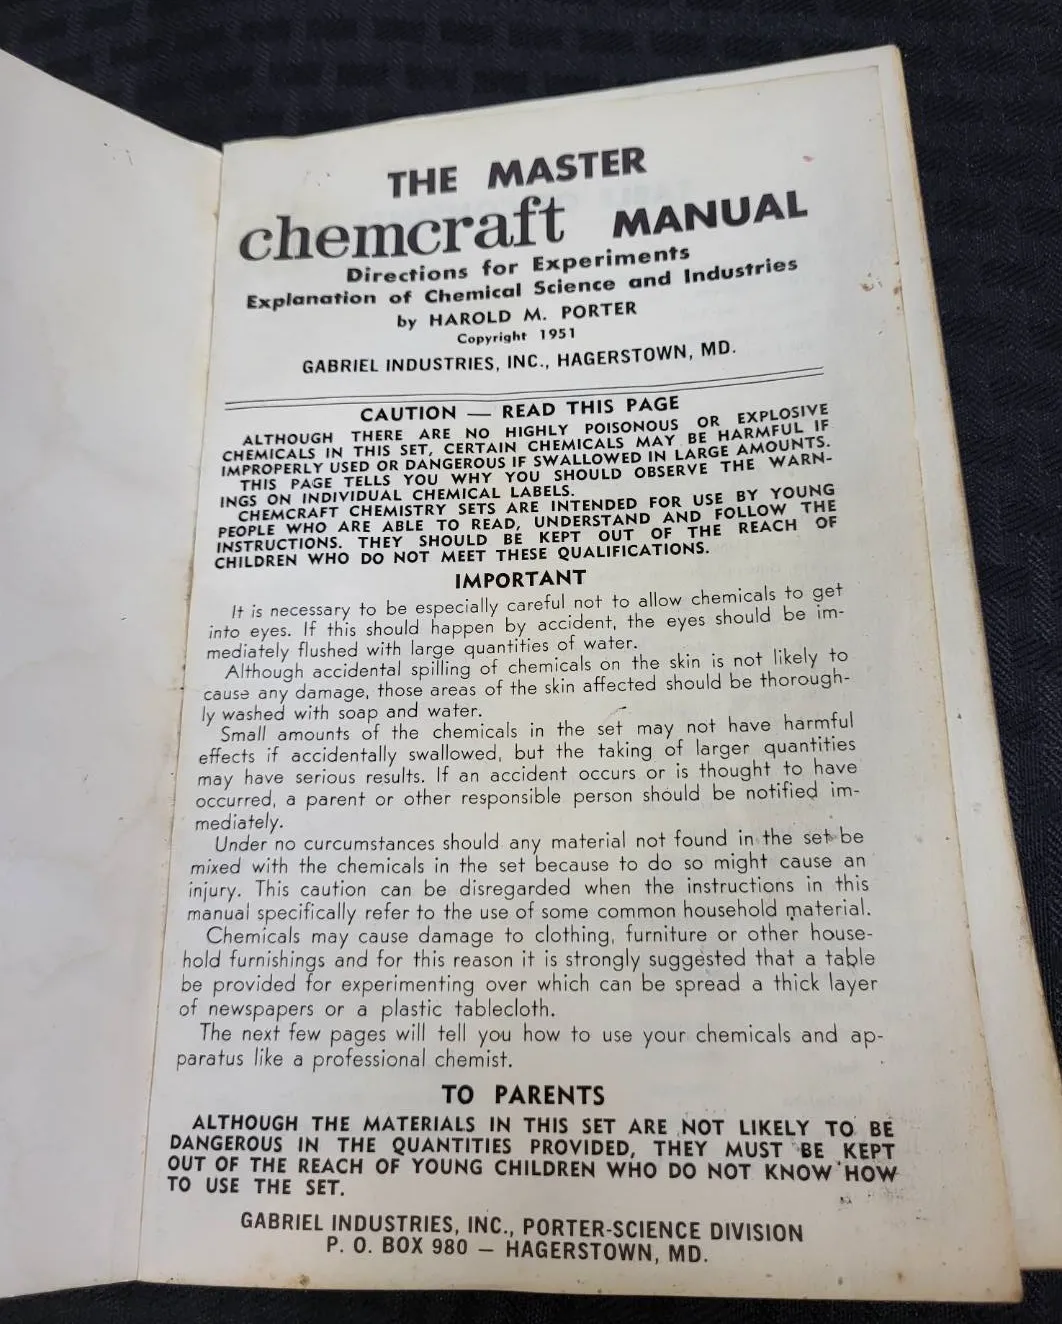 THE MASTER
chemcraft MANUAL
Directions for Experiments
Explanation of Chemical Science and Industries
by HAROLD M. PORTER
Copyright 1951
GABRIEL INDUSTRIES, INC., HAGERSTOWN, MD.
CAUTION — READ THIS PAGE
ALTHOUGH THERE ARE NO HIGHLY POISONOUS OR EXPLOSIVE
CHEMICALS IN THIS SET, CERTAIN CHEMICALS MAY BE HARMFUL IF
IMPROPERLY USED OR DANGEROUS IF SWALLOWED IN LARGE AMOUNTS.
THIS PAGE TELLS YOU WHY YOU SHOULD OBSERVE THE WARN-
INGS ON INDIVIDUAL CHEMICAL LABELS.
CHEMCRAFT CHEMISTRY SETS ARE INTENDED FOR USE BY YOUNG
PEOPLE WHO ARE ABLE TO READ, UNDERSTAND AND FOLLOW THE
INSTRUCTIONS. THEY SHOULD BE KEPT OUT OF THE REACH OF
CHILDREN WHO DO NOT MEET THESE QUALIFICATIONS.
IMPORTANT
It is necessary to be especially careful not to allow chemicals to get
into eyes. If this should happen by accident, the eyes should be im-
mediately flushed with large quantities of water.
Although accidental spilling of chemicals on the skin is not likely to
cause any damage, those areas of the skin affected should be thorough-
ly washed with soap and water.
Small amounts of the chemicals in the set may not have harmful
effects if accidentally swallowed, but the taking of larger quantities
may have serious results. If an accident occurs or is thought to have
occurred, a parent or other responsible person should be notified im-
mediately.
Under no curcumstances should any material not found in the set be
mixed with the chemicals in the set because to do so might cause an
injury. This caution can be disregarded when the instructions in this
manual specifically refer to the use of some common household material.
Chemicals may cause damage to clothing, furniture or other house-
hold furnishings and for this reason it is strongly suggested that a table
be provided for experimenting over which can be spread a thick layer
of newspapers or a plastic tablecloth.
The next few pages will tell you how to use your chemicals and ap-
paratus like a professional chemist.
TO PARENTS
ALTHOUGH THE MATERIALS IN THIS SET ARE NOT LIKELY TO BE
DANGEROUS IN THE QUANTITIES PROVIDED, THEY MUST BE KEPT
OUT OF THE REACH OF YOUNG CHILDREN WHO DO NOT KNOW HOW
TO USE THE SET.
GABRIEL INDUSTRIES, INC., PORTER-SCIENCE DIVISION
P. O. BOX 980 — HAGERSTOWN, MD.